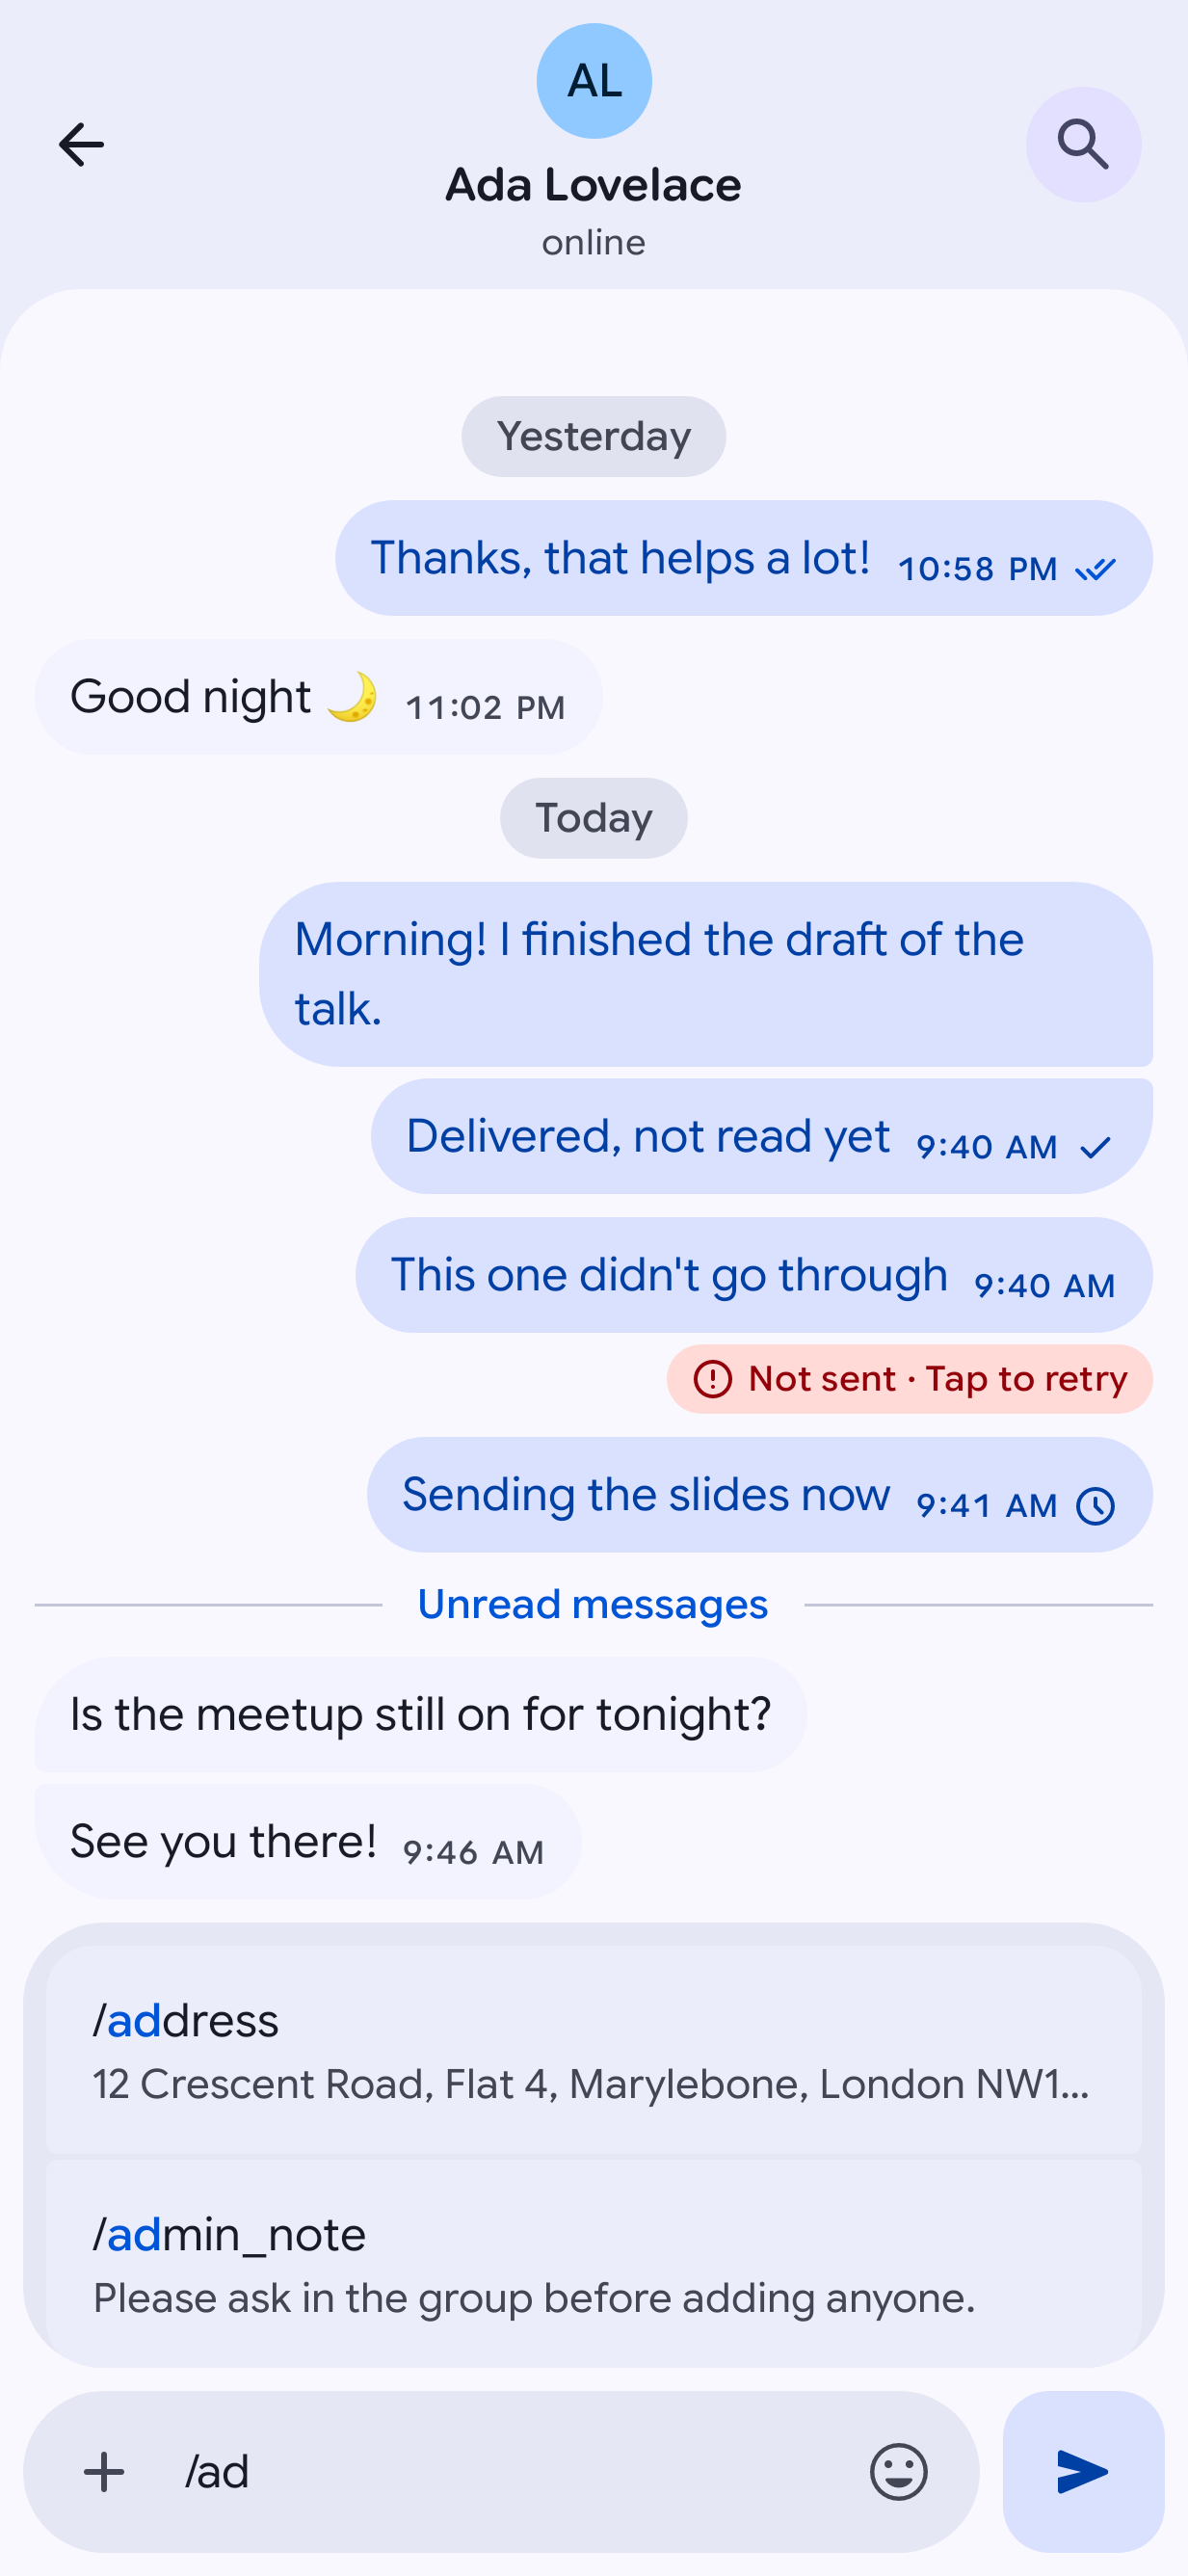 AL
Ada Lovelace
online
Yesterday
Thanks, that helps a lot! 10:58 PM
Good night 🌙 11:02 PM
Today
Morning! I finished the draft of the
talk.
Delivered, not read yet 9:40 AM
This one didn't go through 9:40 AM
Not sent · Tap to retry
Sending the slides now 9:41 AM
Unread messages
Is the meetup still on for tonight?
See you there! 9:46 AM
/address
12 Crescent Road, Flat 4, Marylebone, London NW1...
/admin_note
Please ask in the group before adding anyone.
/ad